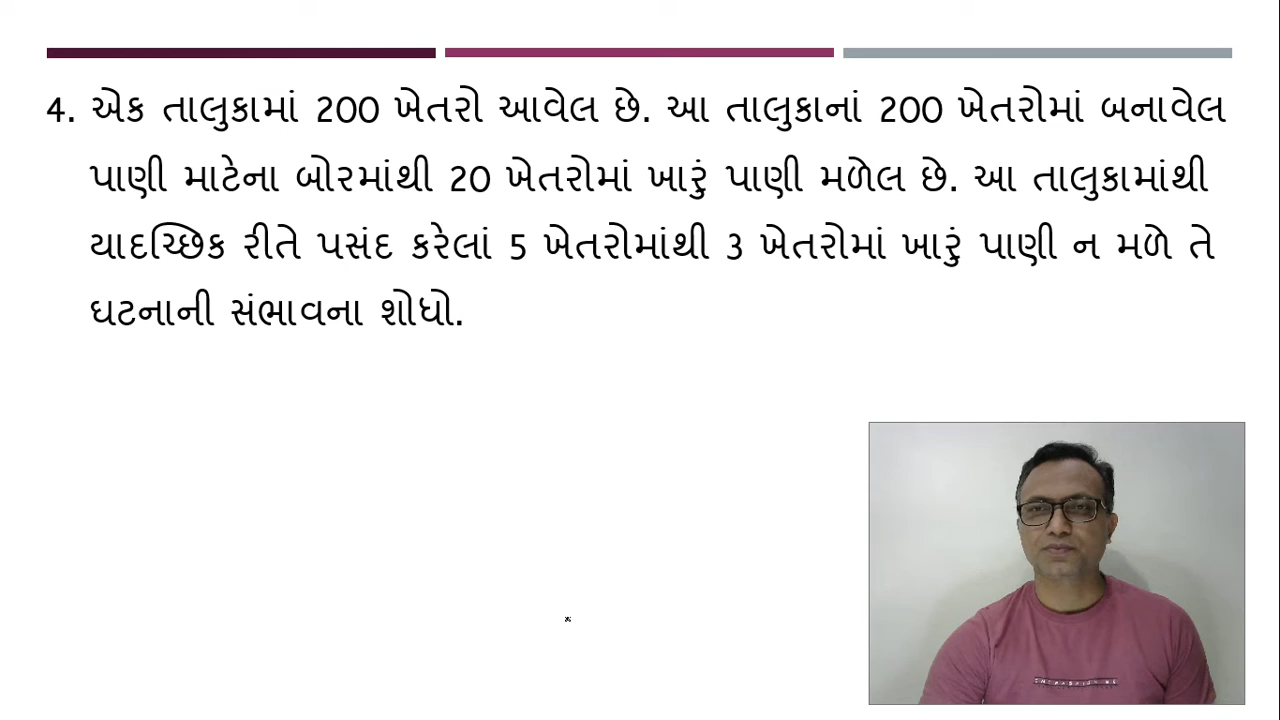 4. એક તાલુકામાં 200 ખેતરો આવેલ છે. આ તાલુકાનાં 200 ખેતરોમાં બનાવેલ
પાણી માટેના બોરમાંથી 20 ખેતરોમાં ખારું પાણી મળેલ છે. આ તાલુકામાંથી
યાદચ્છિક રીતે પસંદ કરેલાં 5 ખેતરોમાંથી 3 ખેતરોમાં ખારું પાણી ન મળે તે
ઘટનાની સંભાવના શોધો.